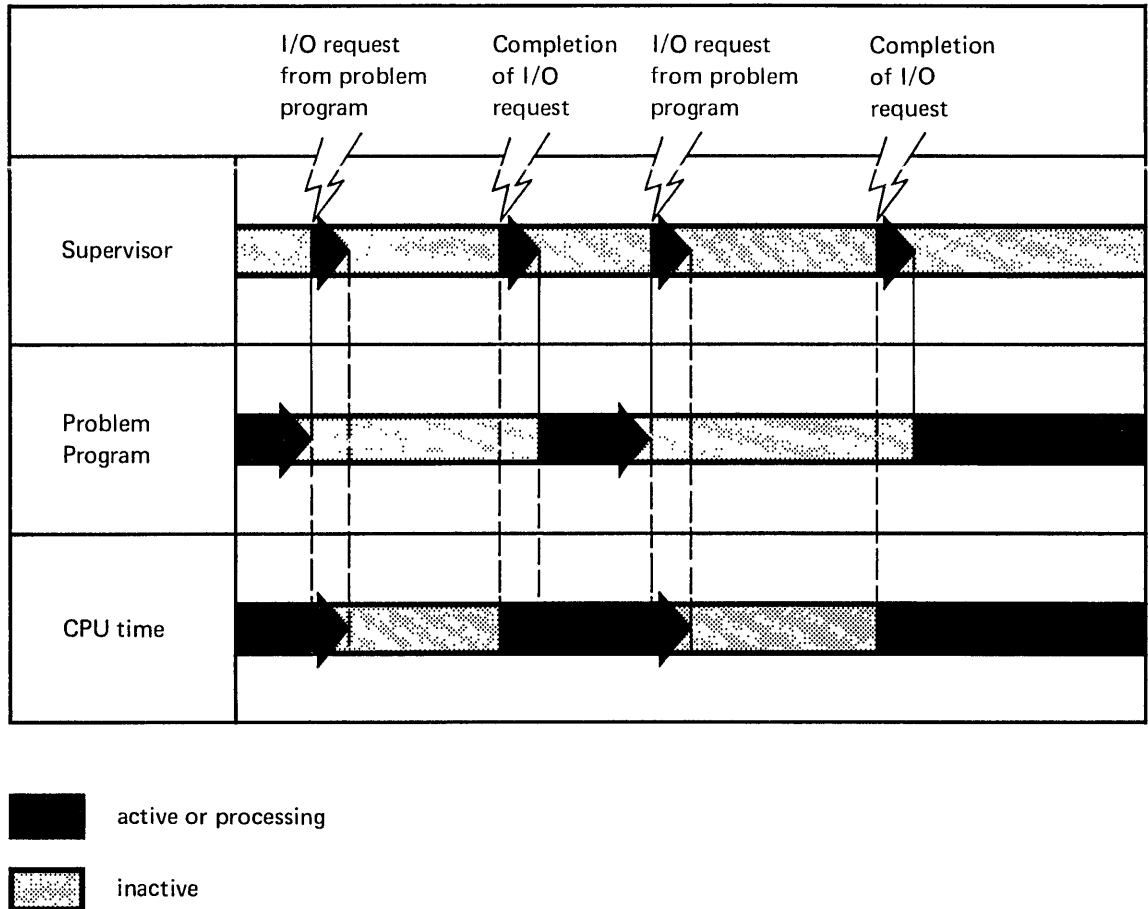 I/O request
from problem
program
Completion
of I/O
request
I/O request
from problem
program
Completion
of I/O
request
Supervisor
Problem
Program
CPU time
active or processing
inactive